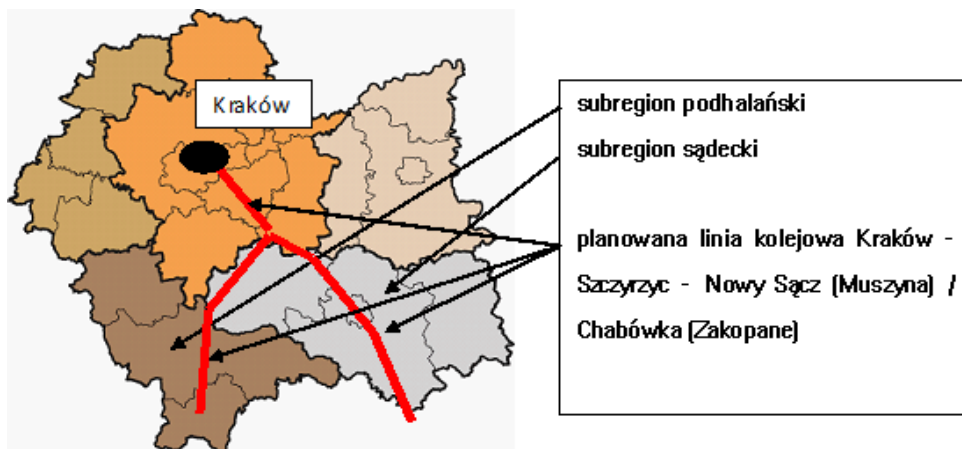 Kraków
subregion podhalański
subregion sądecki
planowana linia kolejowa Kraków -
Szczyrzyc - Nowy Sącz (Muszyna) /
Chabówka (Zakopane)